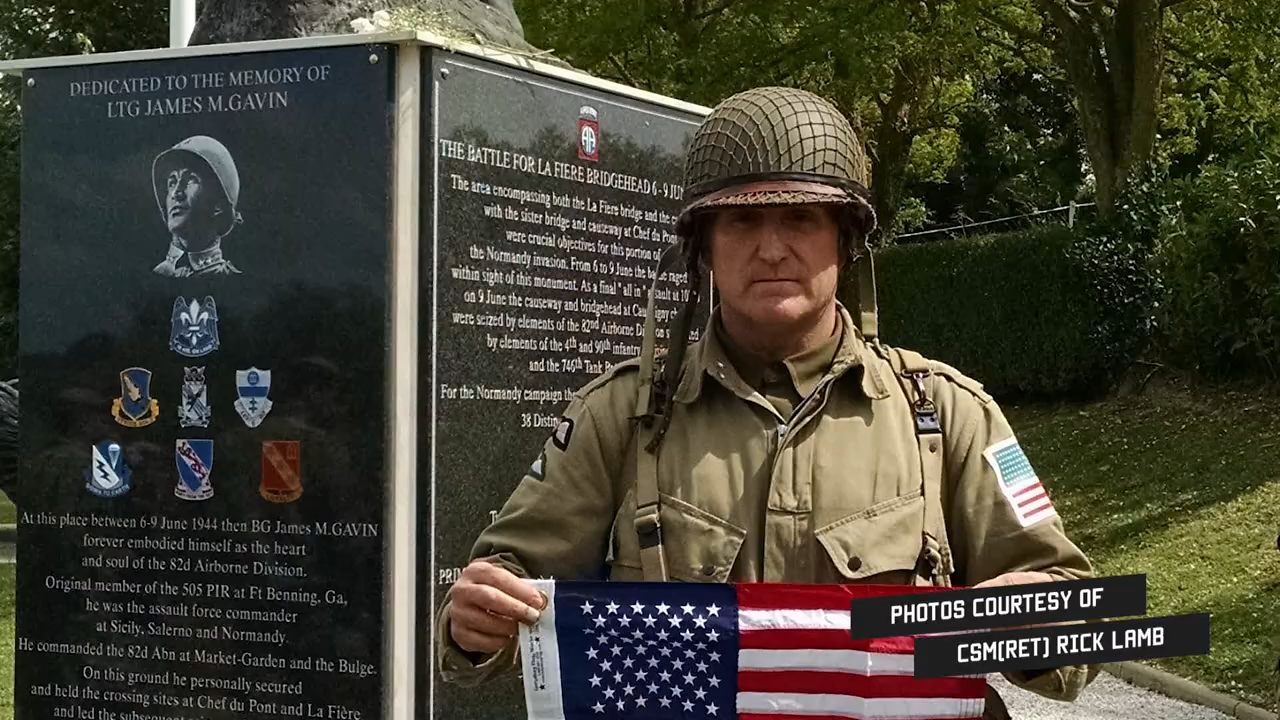 DEDICATED TO THE MEMORY OF
LTG JAMES M.GAVIN
At this place between 6-9 June 1944 then BG James M.GAVIN
forever embodied himself as the heart
and soul of the 82d Airborne Division.
Original member of the 505 PIR at Ft Benning, Ga,
he was the assault force commander
at Sicily, Salerno and Normandy.
He commanded the 82d Abn at Market-Garden and the Bulge.
On this ground he personally secured
and held the crossing sites at Chef du Pont and La Fière
and led the subsequent
THE BATTLE FOR LA FIERE BRIDGEHEAD 6 - 9 JUN
The area encompassing both the La Fiere bridge and the
with the sister bridge and causeway at Chef du Pont
were crucial objectives for this portion of
the Normandy invasion. From 6 to 9 June the raged
within sight of this monument. As a final "all in"
on 9 June the causeway and bridgehead at
were seized by elements of the 82nd Airborne
by elements of the 4th and 90th infantry
and the 746th Tank
For the Normandy campaign
38
PHOTOS COURTESY OF
CSM(RET) RICK LAMB